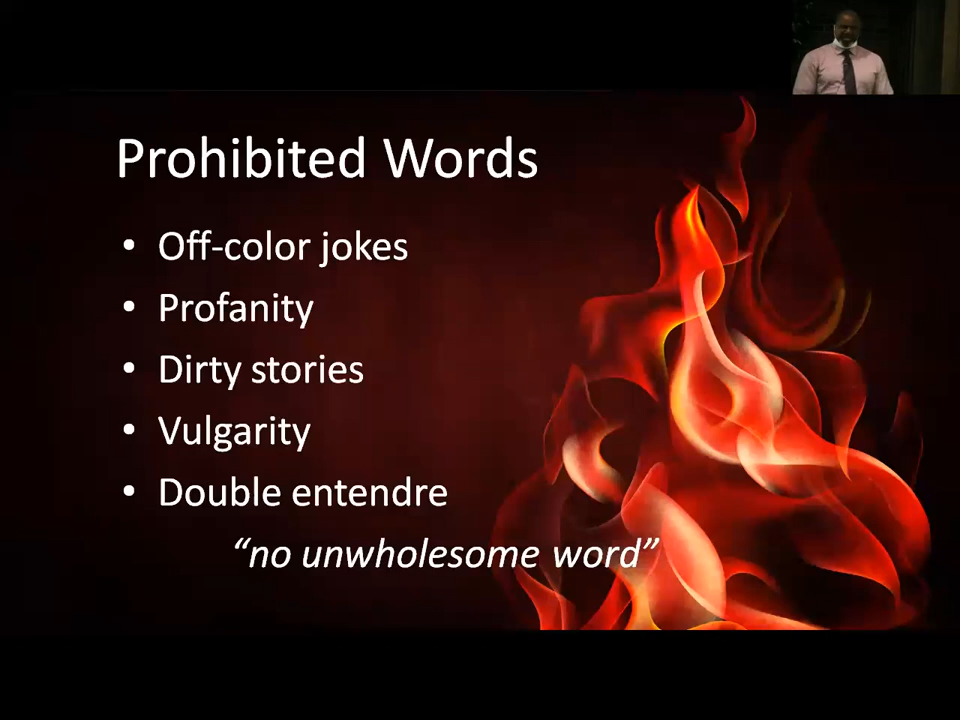 Prohibited Words
• Off-color jokes
• Profanity
• Dirty stories
• Vulgarity
• Double entendre
“no unwholesome word”